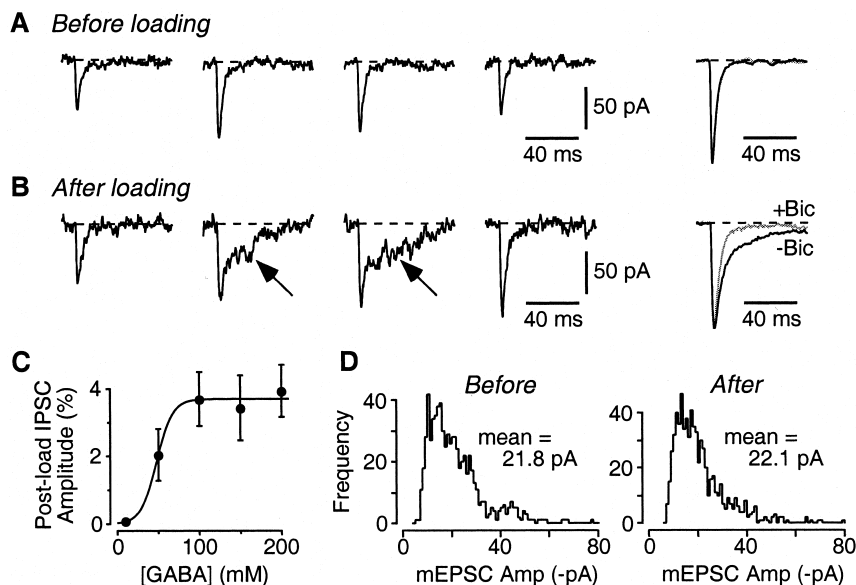 A Before loading
50 pA
40 ms
40 ms
B After loading
+Bic
-Bic
50 pA
40 ms
40 ms
C
Post-load IPSC
Amplitude (%)
4
2
0
0
100
200
[GABA] (mM)
D
Before
After
Frequency
40
20
0
mean =
21.8 pA
0
40
80
mEPSC Amp (-pA)
40
20
0
mean =
22.1 pA
0
40
80
mEPSC Amp (-pA)